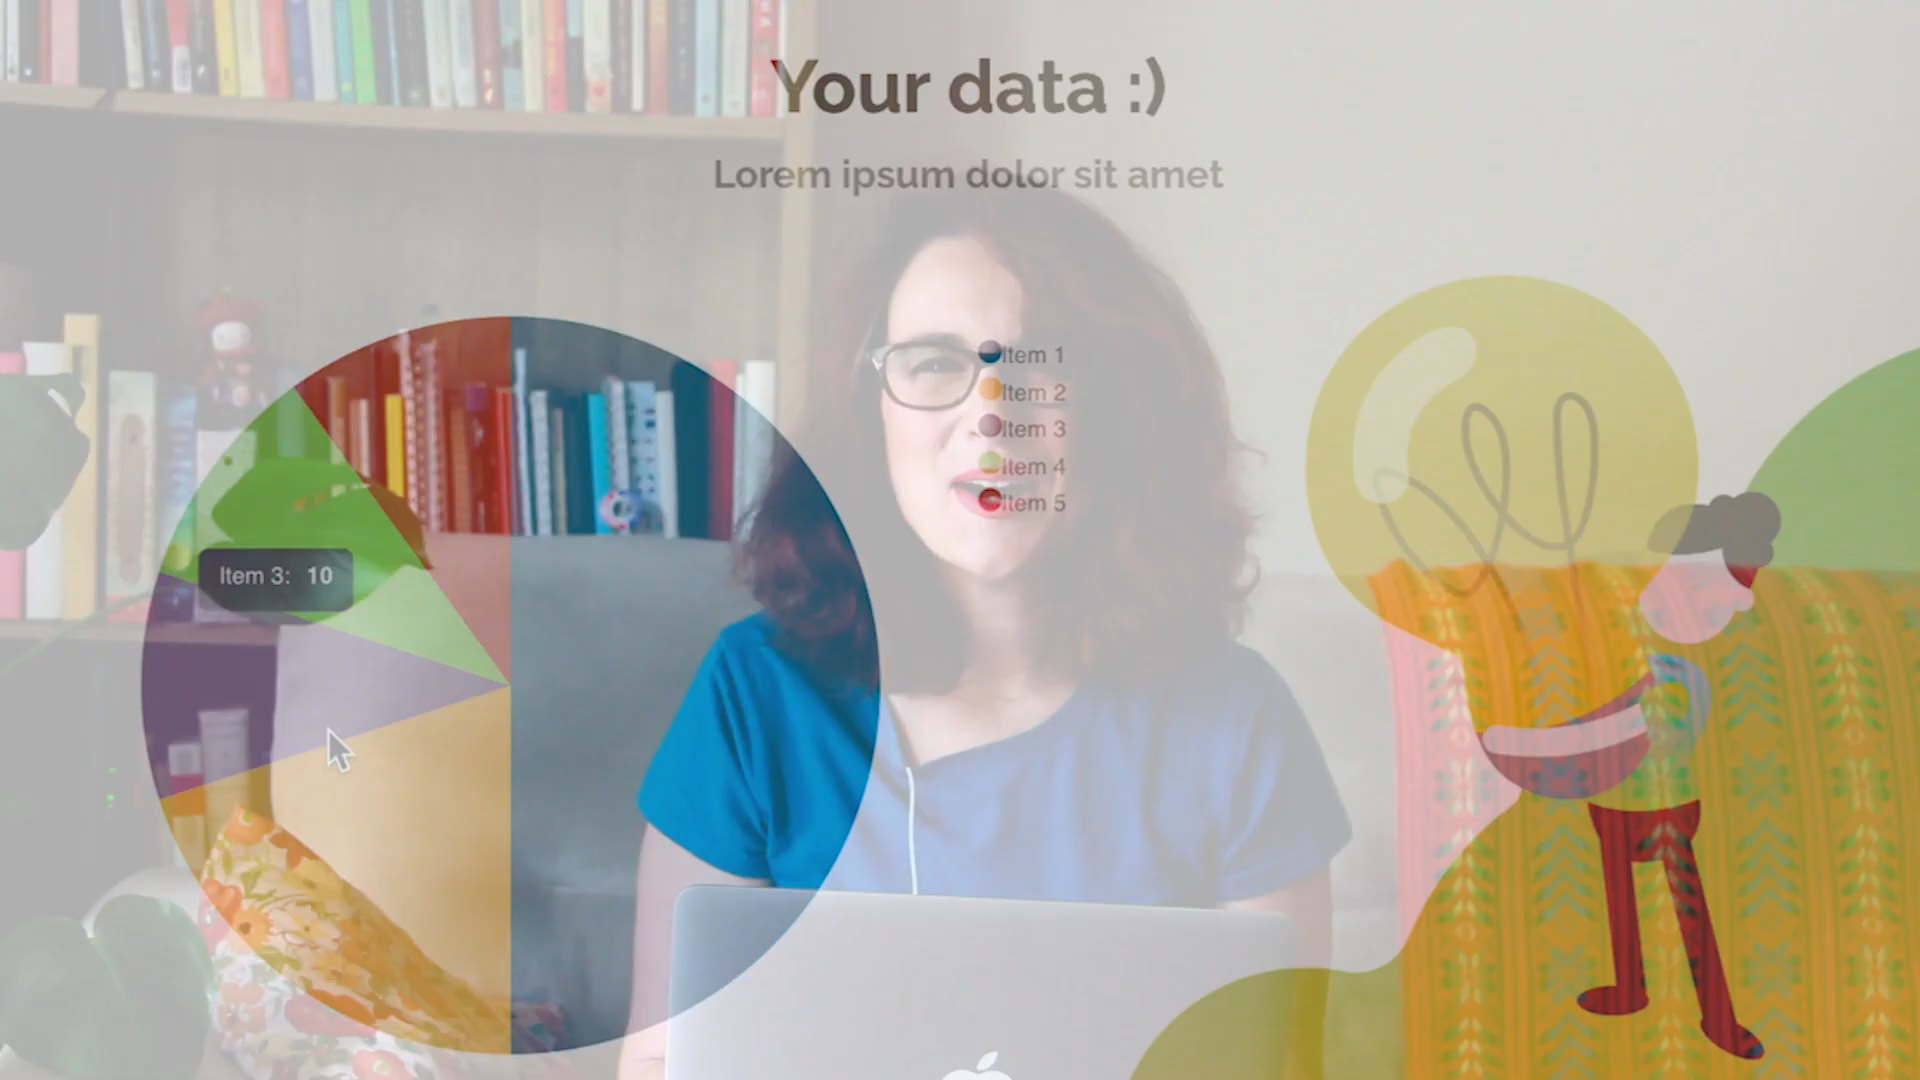 Your data :)
Lorem ipsum dolor sit amet
Item 1
Item 2
Item 3
Item 4
Item 5
Item 3: 10